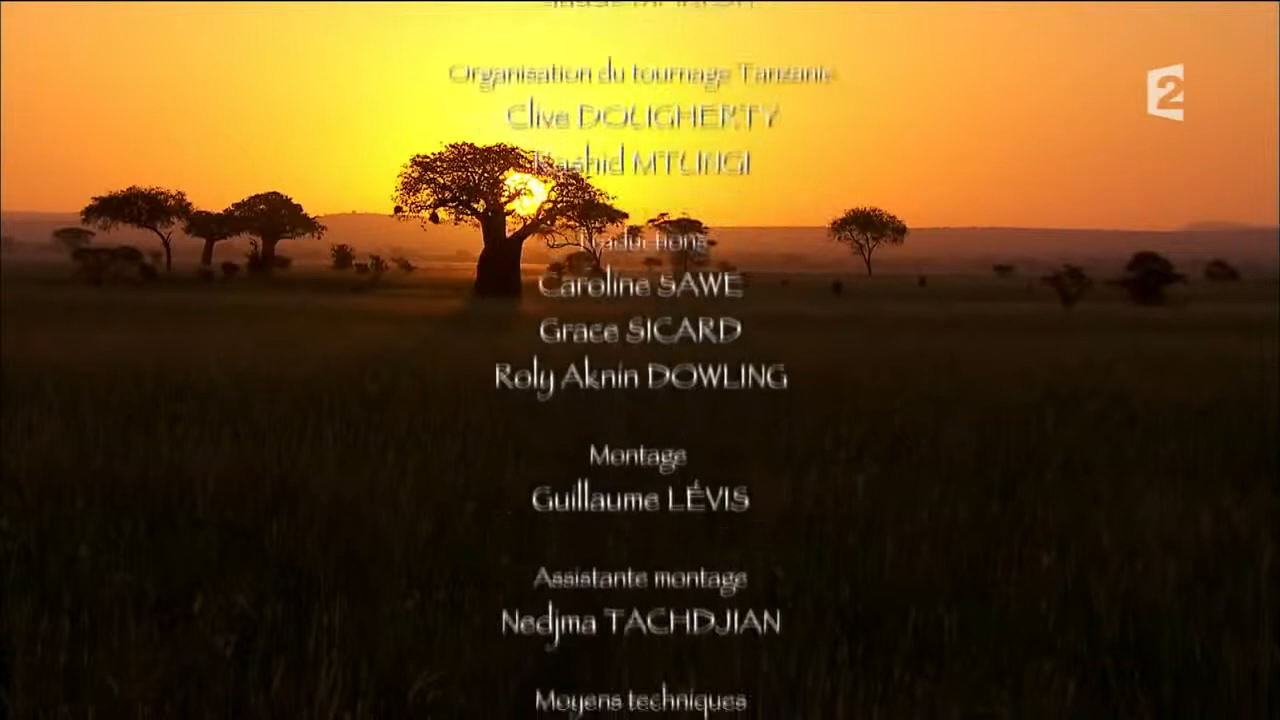 Organisation du tournage Tanzanie
2
Clive DOUGHERTY
Rashid MTUNGI
Traductions
Caroline SAWE
Grace SICARD
Roly Aknin DOWLING
Montage
Guillaume LÉVIS
Assistante montage
Nedjma TACHDJIAN
Moyens techniques